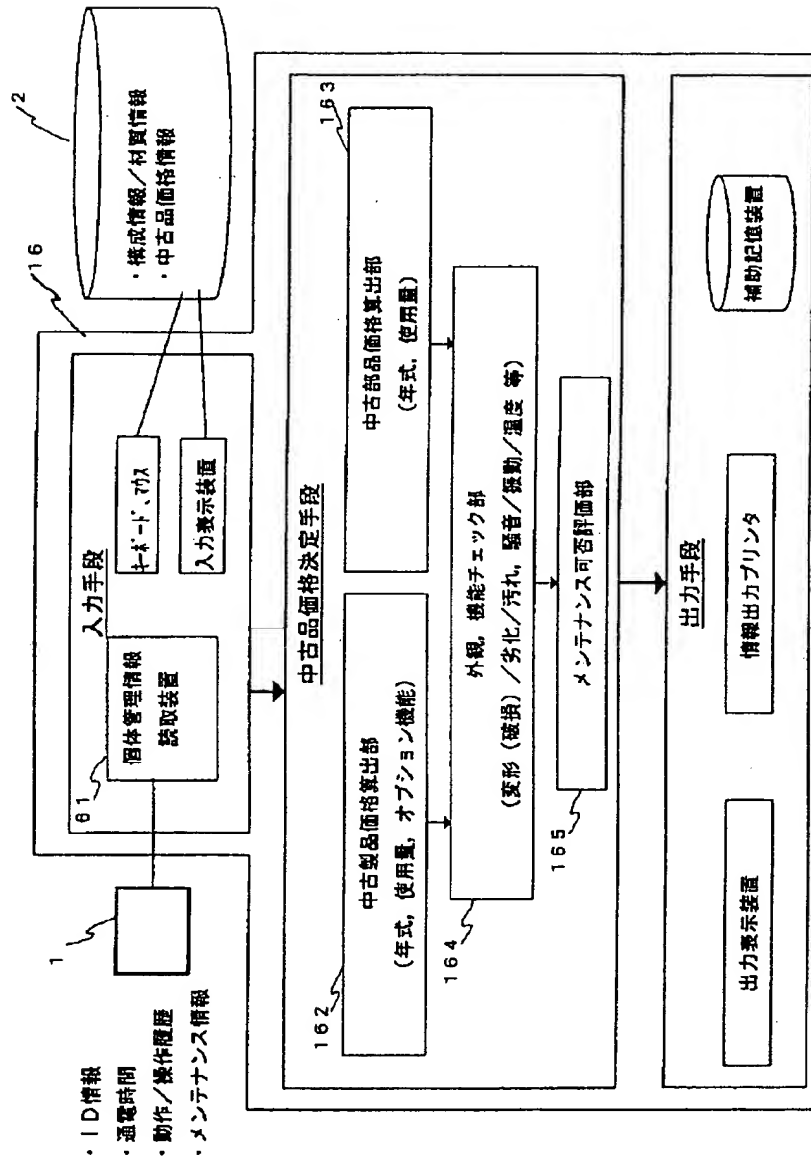 ・ID情報
・通電時間
・動作/操作履歴
・メンテナンス情報
1
61
入力手段
個体管理情報
読取装置
キーボード、マウス
入力表示装置
16
2
・構成情報/材質情報
・中古品価格情報
中古品価格決定手段
162
中古製品価格算出部
(年式,使用量,オプション機能)
163
中古部品価格算出部
(年式,使用量)
164
外観,機能チェック部
(変形(破損)/劣化/汚れ,騒音/振動/温度 等)
165
メンテナンス可否評価部
出力手段
出力表示装置
情報出力プリンタ
補助記憶装置